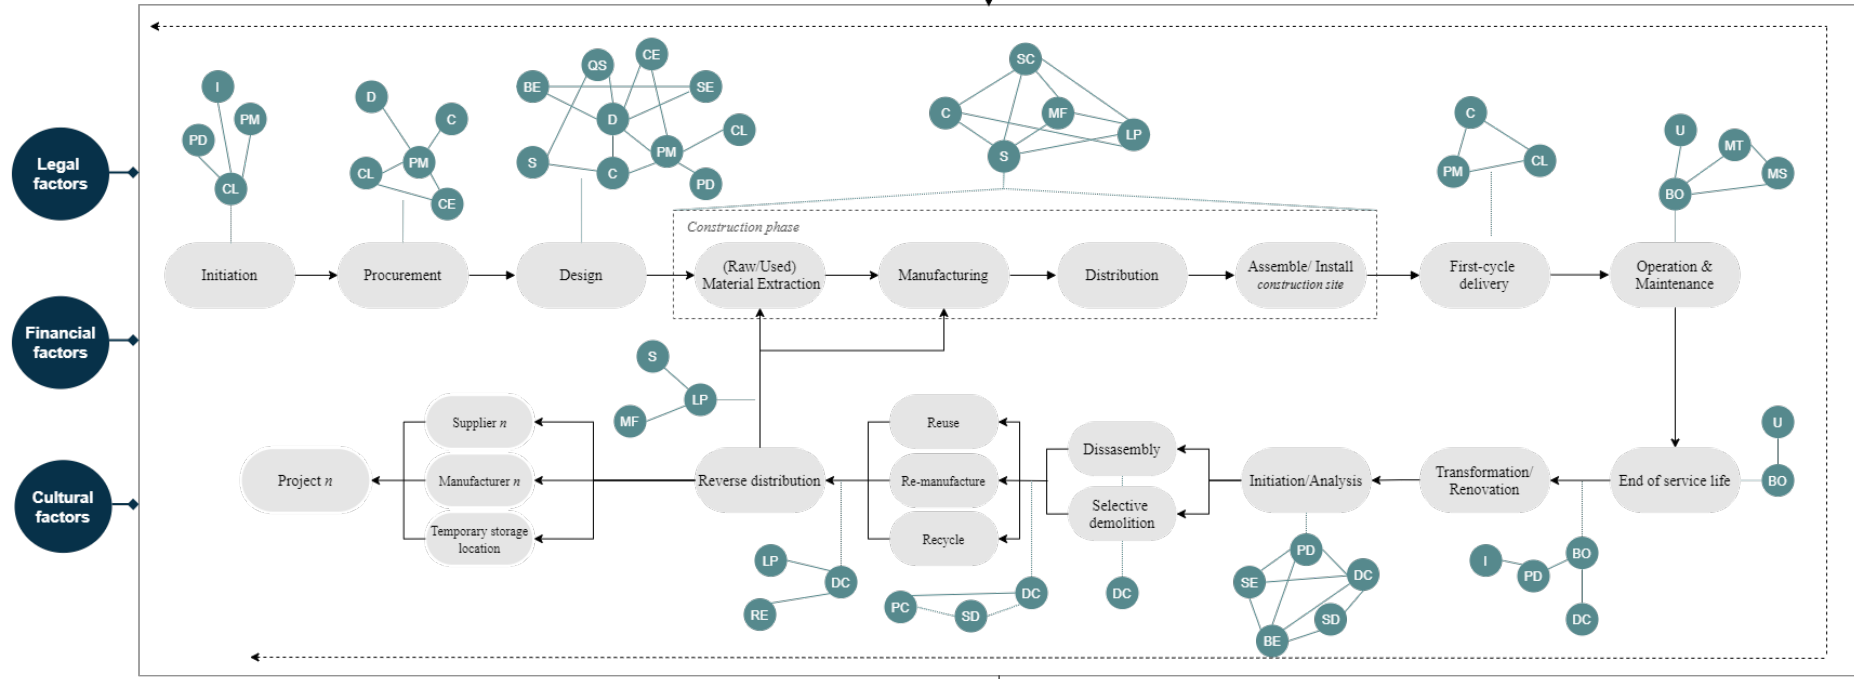 Legal
factors
Financial
factors
Cultural
factors
I
PM
PD
CL
D
C
PM
CL
CE
QS
CE
BE
SE
D
CL
S
PM
C
PD
SC
C
MF
LP
S
C
CL
PM
U
MT
MS
BO
Construction phase
Initiation
Procurement
Design
(Raw/Used)
Material Extraction
Manufacturing
Distribution
Assemble/ Install
construction site
First-cycle
delivery
Operation &
Maintenance
S
LP
MF
Supplier n
Manufacturer n
Temporary storage
location
Project n
Reverse distribution
Reuse
Re-manufacture
Recycle
Dissasembly
Selective
demolition
Initiation/Analysis
Transformation/
Renovation
End of service life
U
BO
LP
DC
RE
PC
SD
DC
DC
PD
SE
DC
SD
BE
I
PD
BO
DC